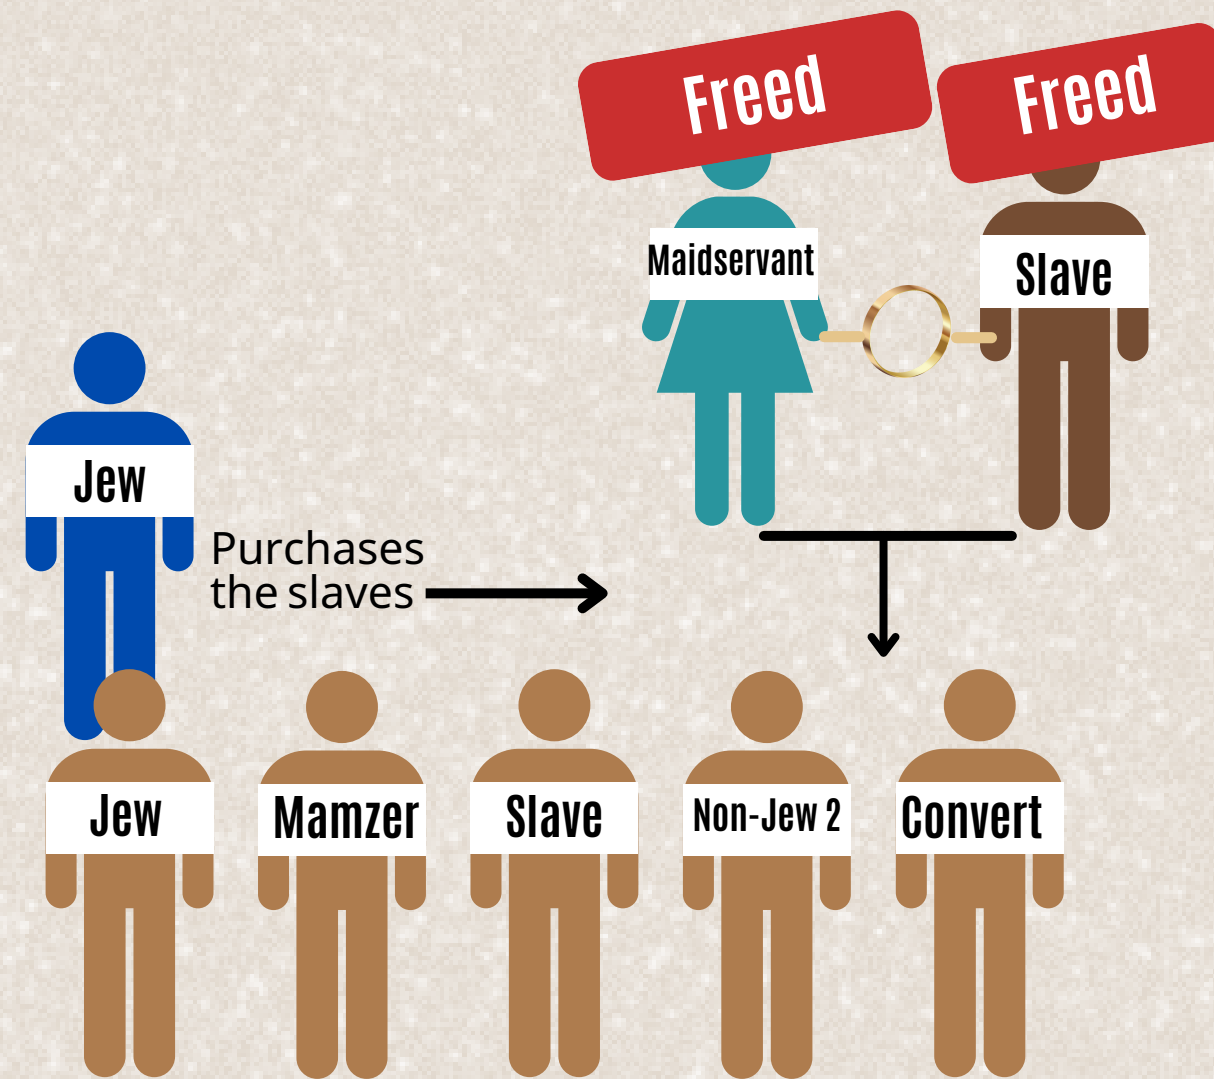 Freed
Freed
Maidservant
Slave
Jew
Purchases
the slaves
Jew
Mamzer
Slave
Non-Jew 2
Convert